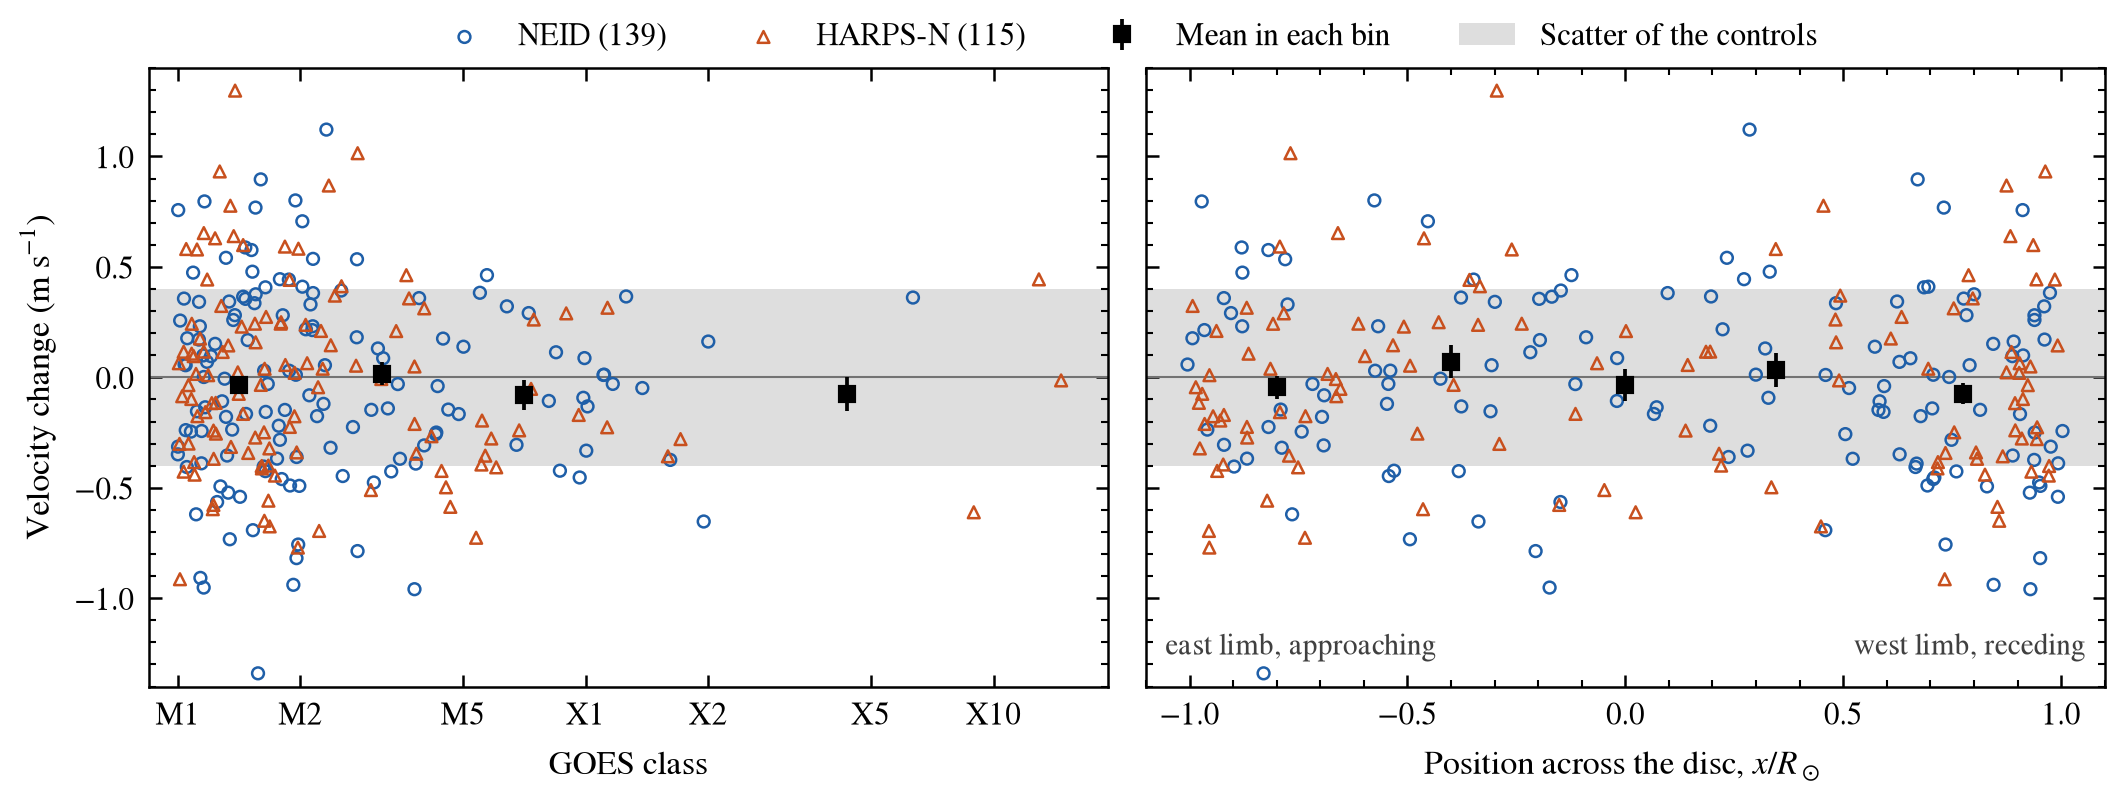 NEID (139) HARPS-N (115) Mean in each bin Scatter of the controls
Velocity change (m s⁻¹)
1.0
0.5
0.0
−0.5
−1.0
east limb, approaching west limb, receding
M1 M2 M5 X1 X2 X5 X10
−1.0 −0.5 0.0 0.5 1.0
GOES class
Position across the disc, x/R⊙